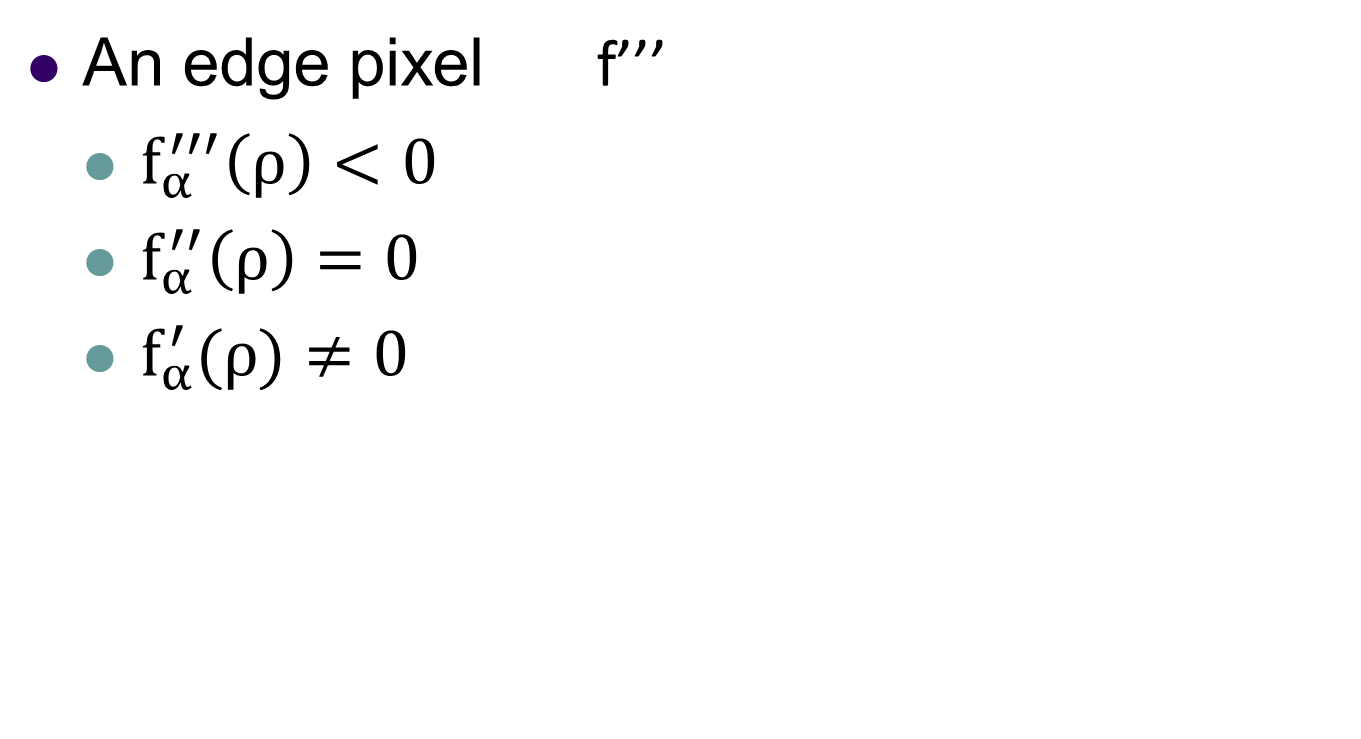 • An edge pixel f’’’
• f‴α(ρ) < 0
• f″α(ρ) = 0
• f′α(ρ) ≠ 0